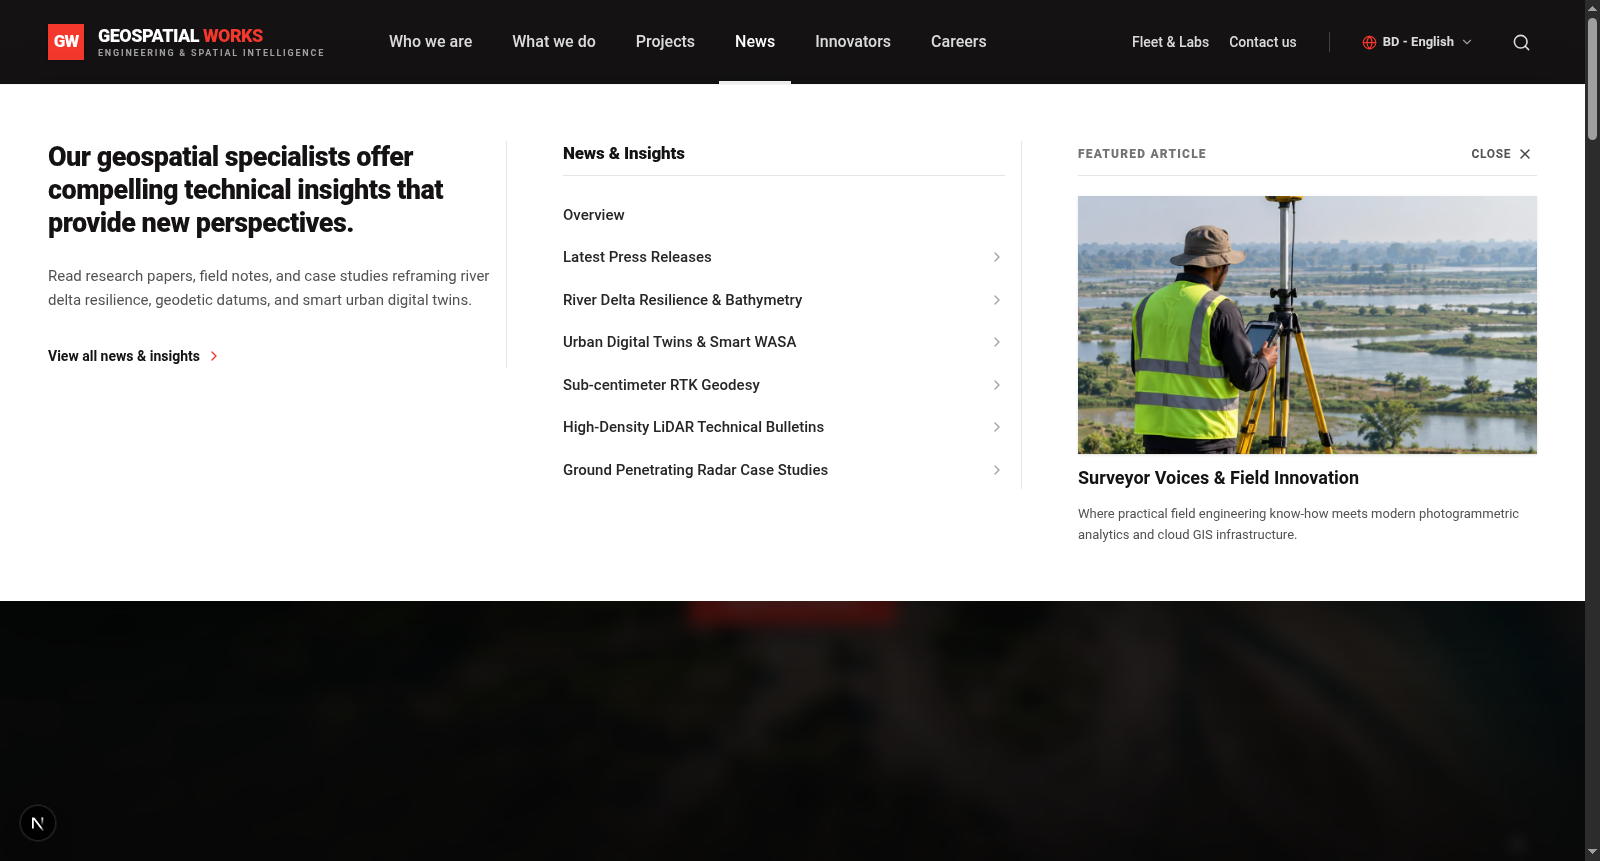 GW
GEOSPATIAL WORKS
ENGINEERING & SPATIAL INTELLIGENCE
Who we are
What we do
Projects
News
Innovators
Careers
Fleet & Labs
Contact us
BD - English
Our geospatial specialists offer
compelling technical insights that
provide new perspectives.
Read research papers, field notes, and case studies reframing river
delta resilience, geodetic datums, and smart urban digital twins.
View all news & insights
News & Insights
Overview
Latest Press Releases
River Delta Resilience & Bathymetry
Urban Digital Twins & Smart WASA
Sub-centimeter RTK Geodesy
High-Density LiDAR Technical Bulletins
Ground Penetrating Radar Case Studies
FEATURED ARTICLE
CLOSE
Surveyor Voices & Field Innovation
Where practical field engineering know-how meets modern photogrammetric
analytics and cloud GIS infrastructure.
N